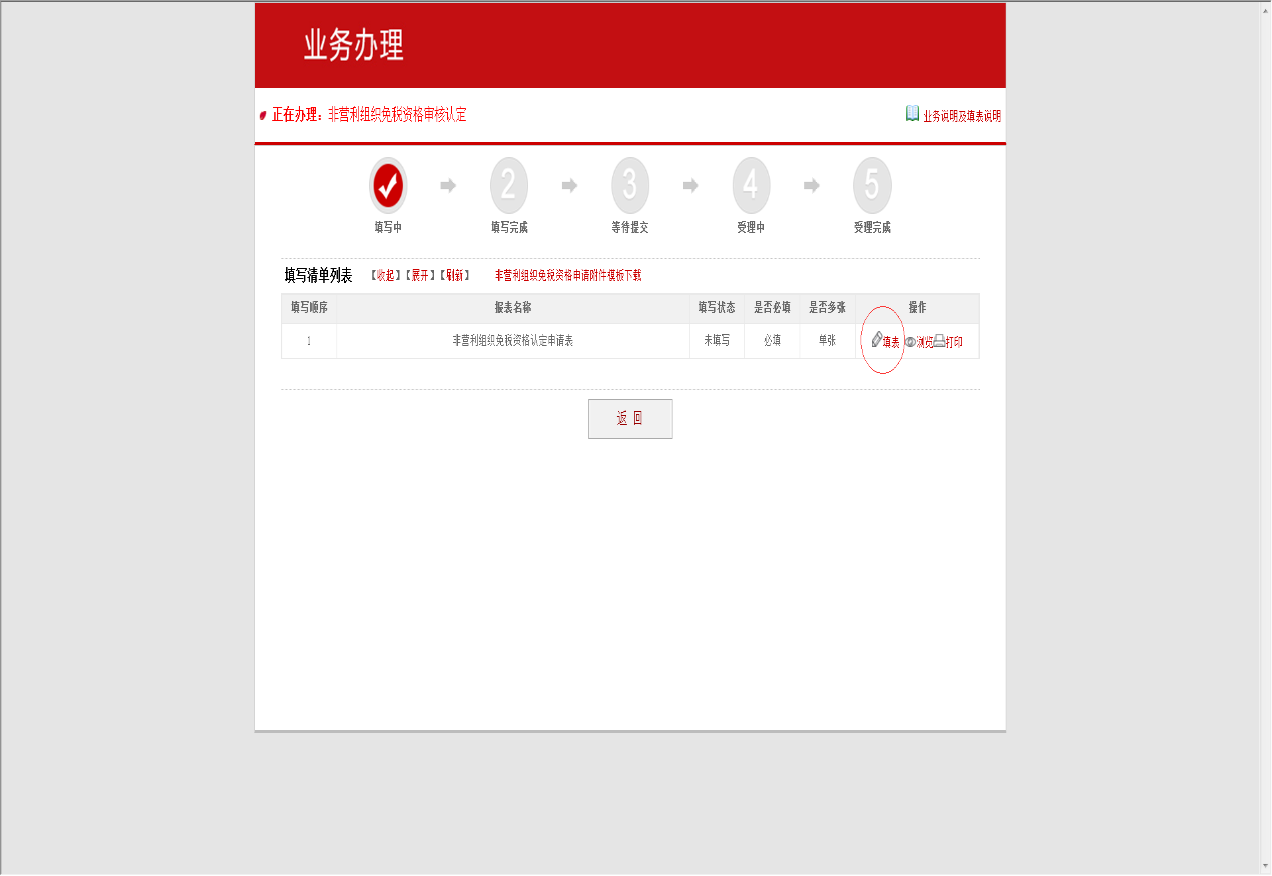 业务办理
正在办理：非营利组织免税资格审核认定 业务说明及填表说明
2 3 4 5
填写中 填写完成 等待提交 受理中 受理完成
填写清单列表 【收起】【展开】【刷新】 非营利组织免税资格申请附件模板下载
填写顺序 报表名称 填写状态 是否必填 是否多张 操作
1 非营利组织免税资格认定申请表 未填写 必填 单张 填表 浏览 打印
返 回